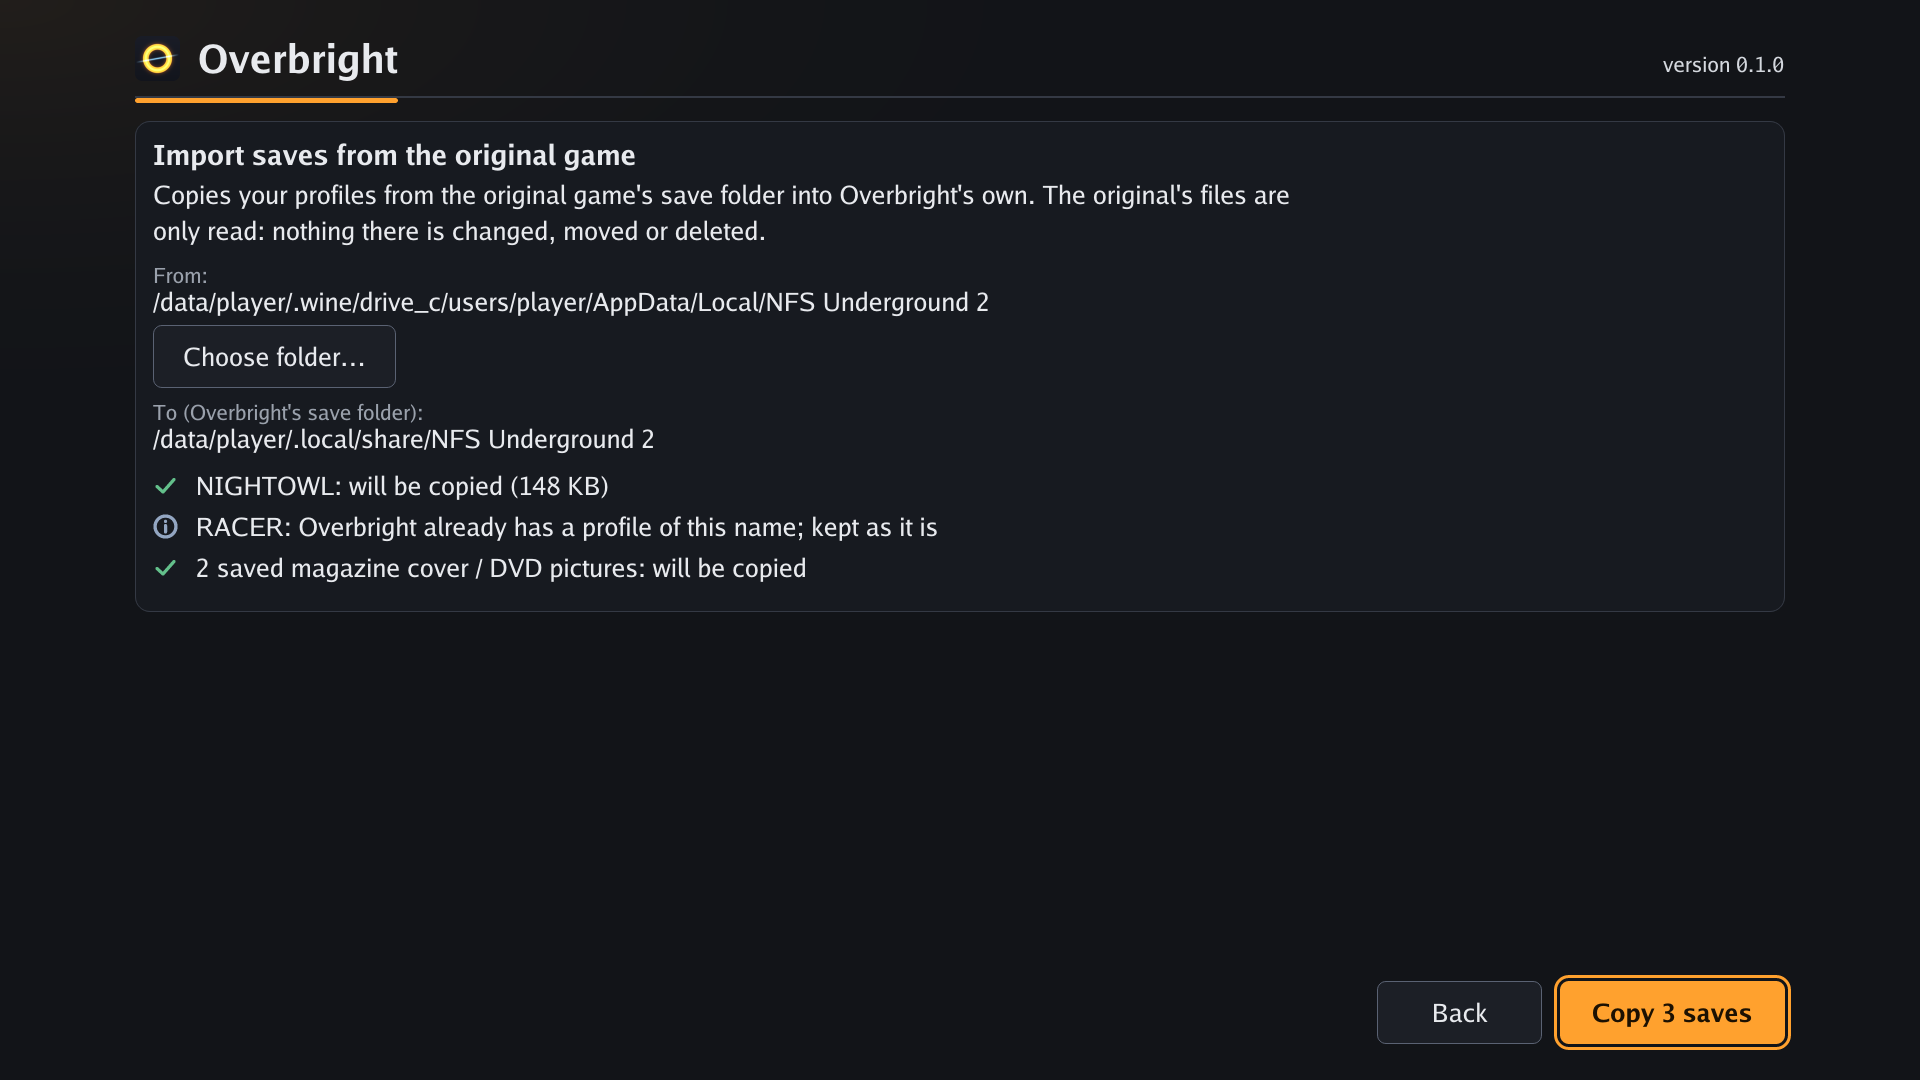 Overbright
version 0.1.0
Import saves from the original game
Copies your profiles from the original game's save folder into Overbright's own. The original's files are
only read: nothing there is changed, moved or deleted.
From:
/data/player/.wine/drive_c/users/player/AppData/Local/NFS Underground 2
Choose folder...
To (Overbright's save folder):
/data/player/.local/share/NFS Underground 2
NIGHTOWL: will be copied (148 KB)
RACER: Overbright already has a profile of this name; kept as it is
2 saved magazine cover / DVD pictures: will be copied
Back
Copy 3 saves